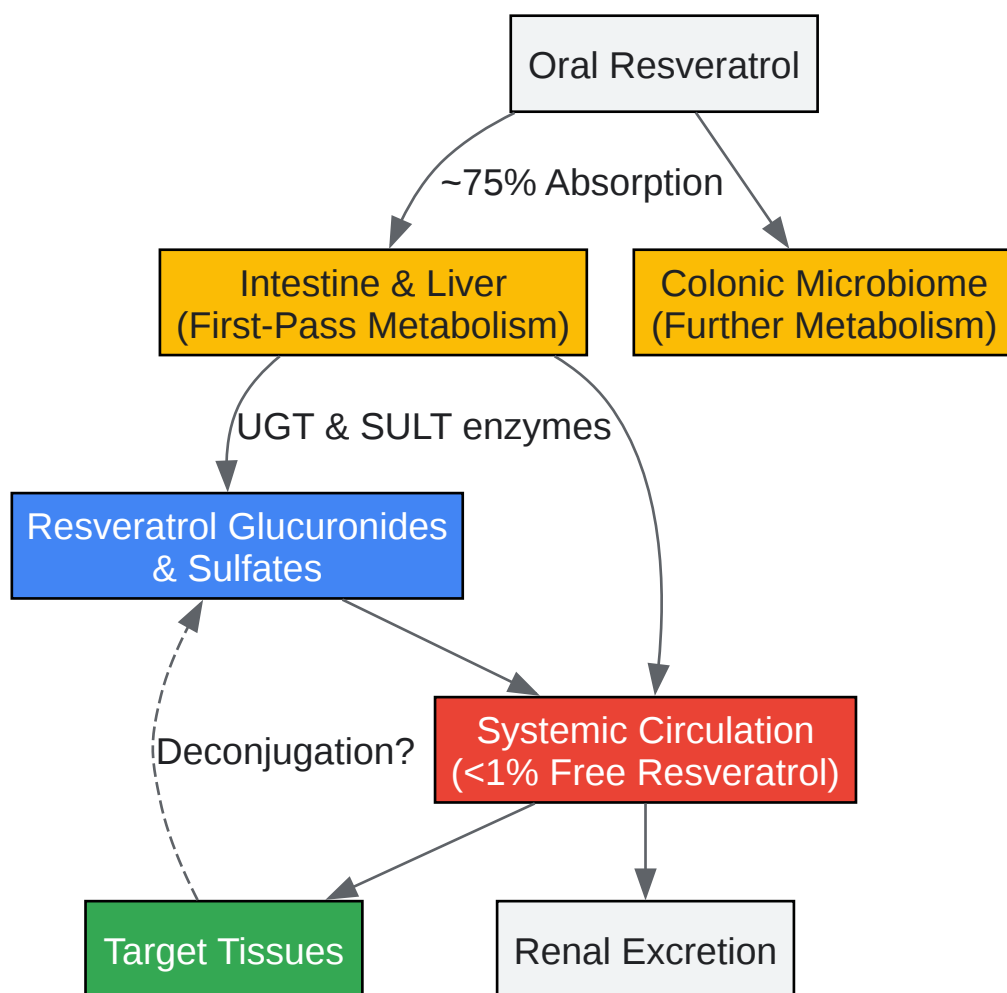 Oral Resveratrol
~75% Absorption
Intestine & Liver
(First-Pass Metabolism)
Colonic Microbiome
(Further Metabolism)
UGT & SULT enzymes
Resveratrol Glucuronides
& Sulfates
Systemic Circulation
(<1% Free Resveratrol)
Deconjugation?
Target Tissues
Renal Excretion